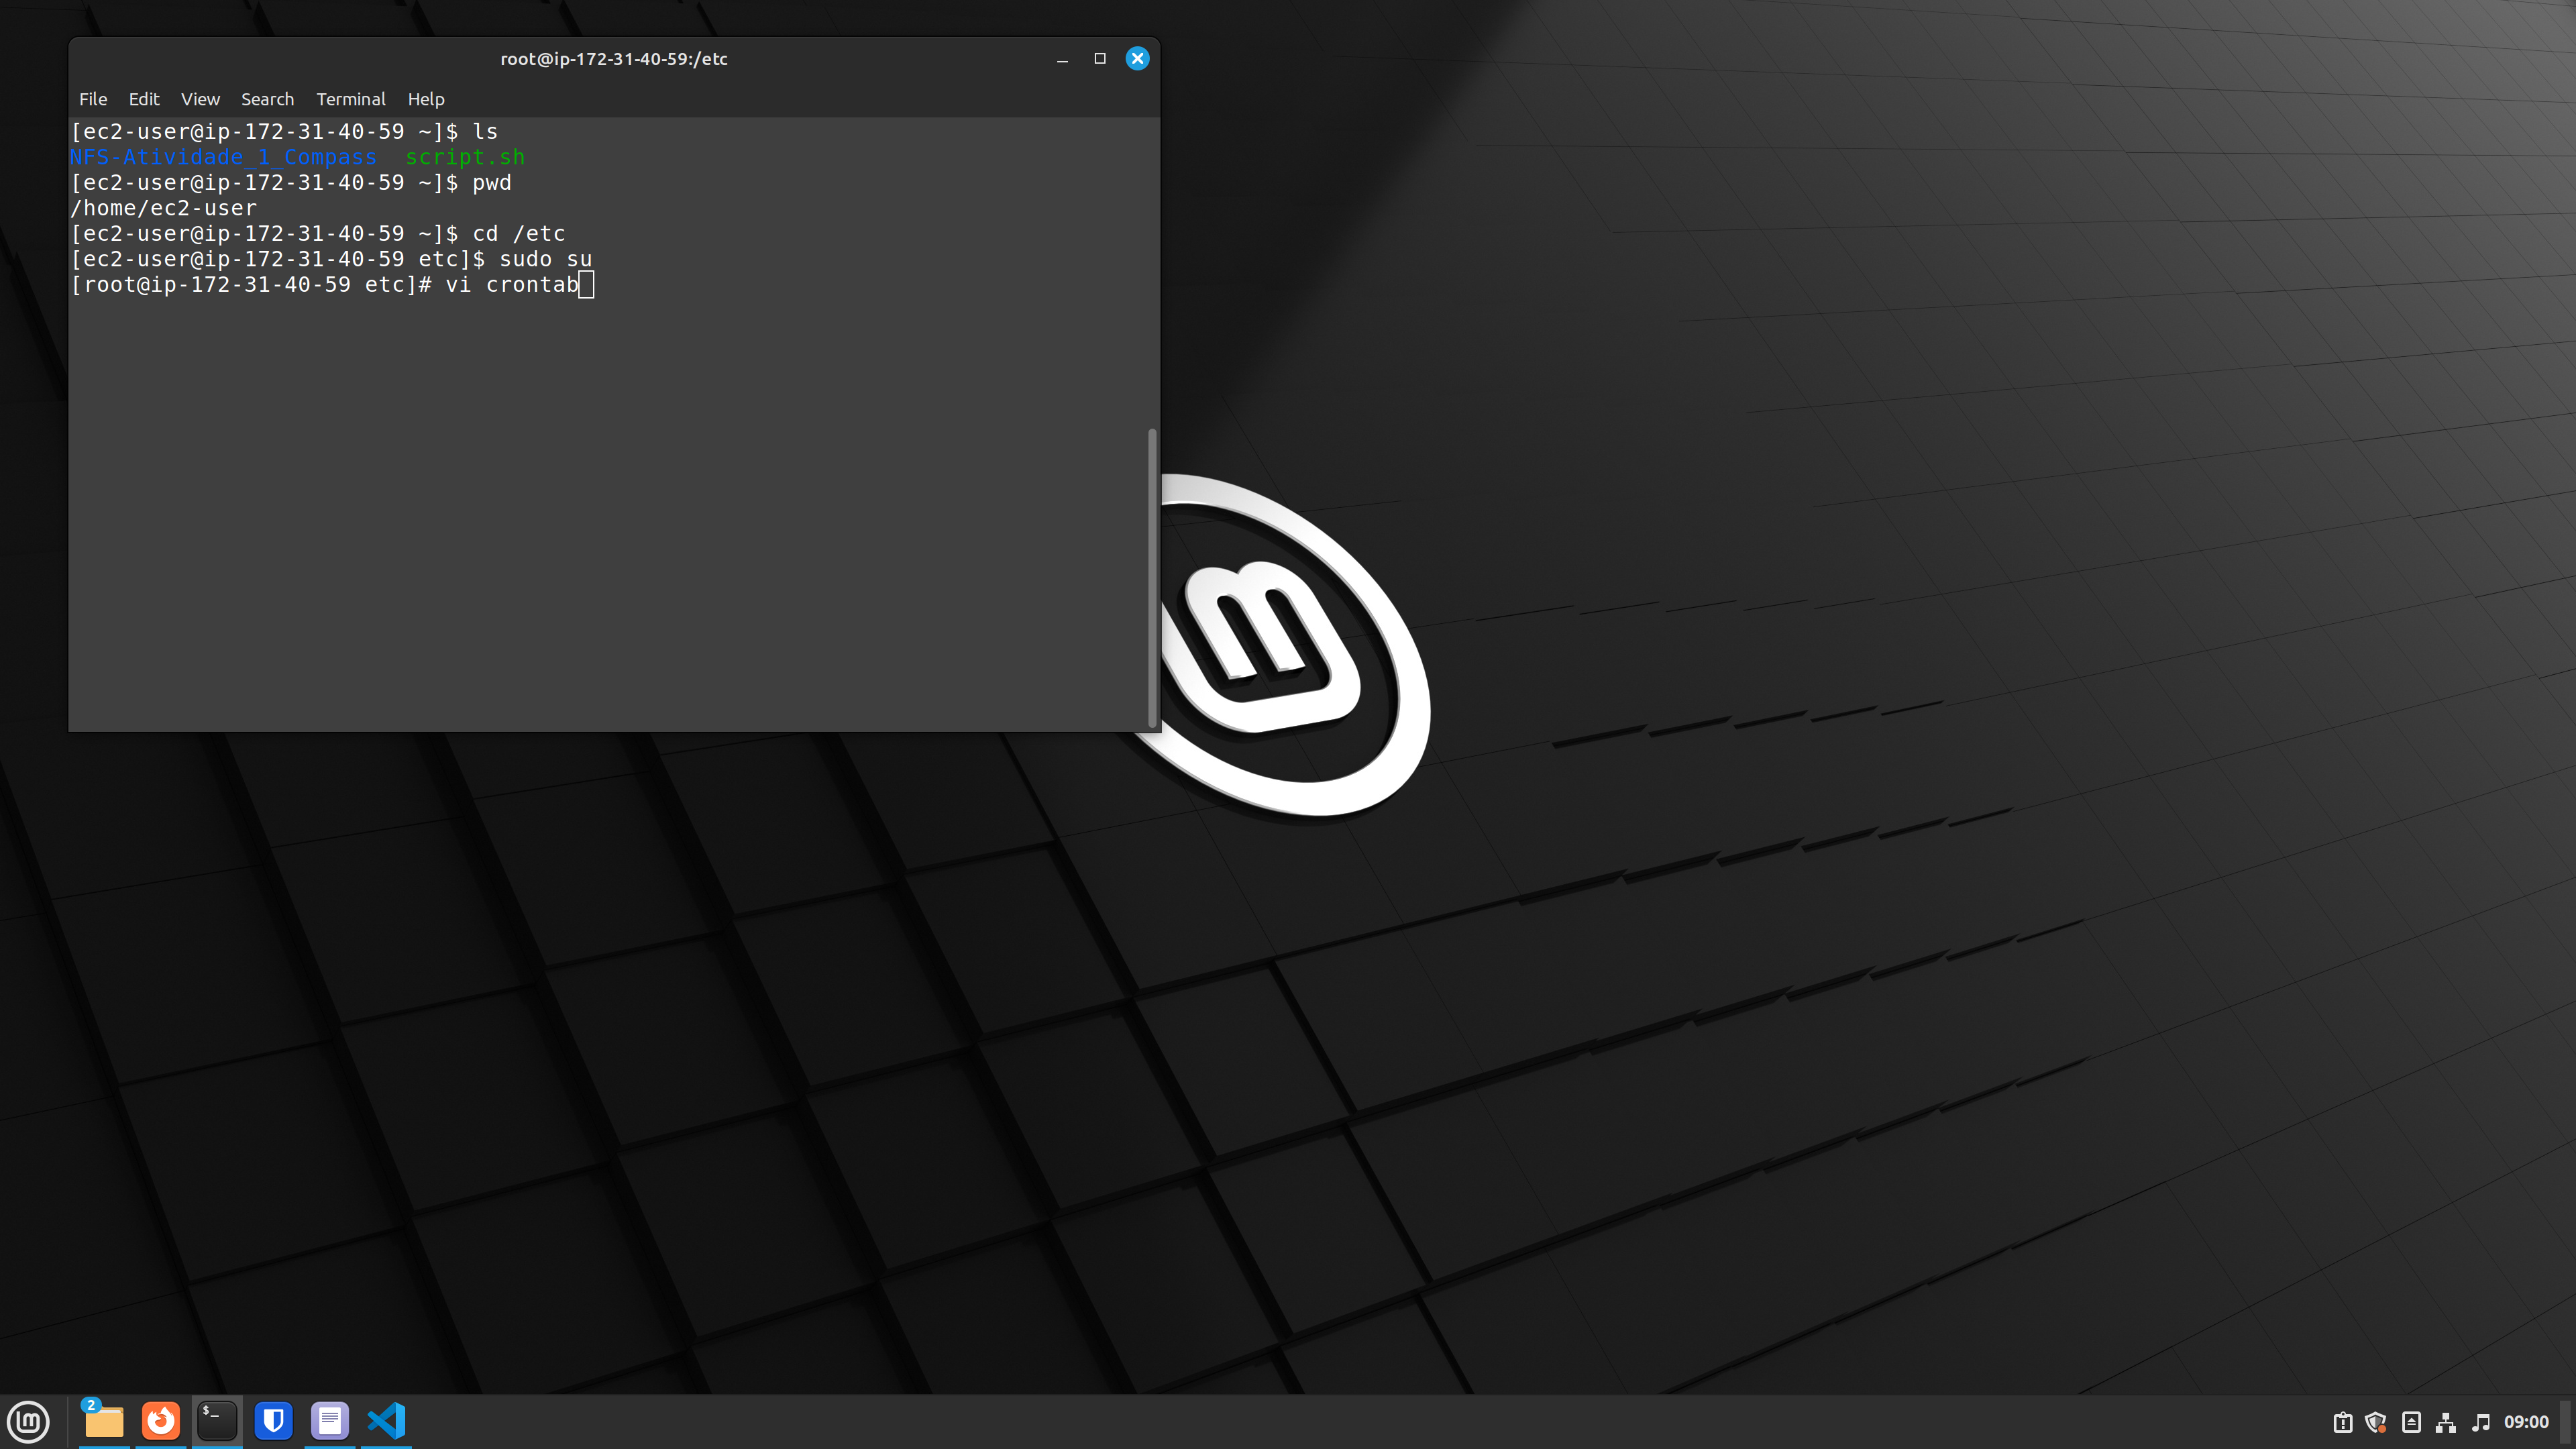 root@ip-172-31-40-59:/etc
File Edit View Search Terminal Help
[ec2-user@ip-172-31-40-59 ~]$ ls
NFS-Atividade_1_Compass  script.sh
[ec2-user@ip-172-31-40-59 ~]$ pwd
/home/ec2-user
[ec2-user@ip-172-31-40-59 ~]$ cd /etc
[ec2-user@ip-172-31-40-59 etc]$ sudo su
[root@ip-172-31-40-59 etc]# vi crontab
2
$_
09:00